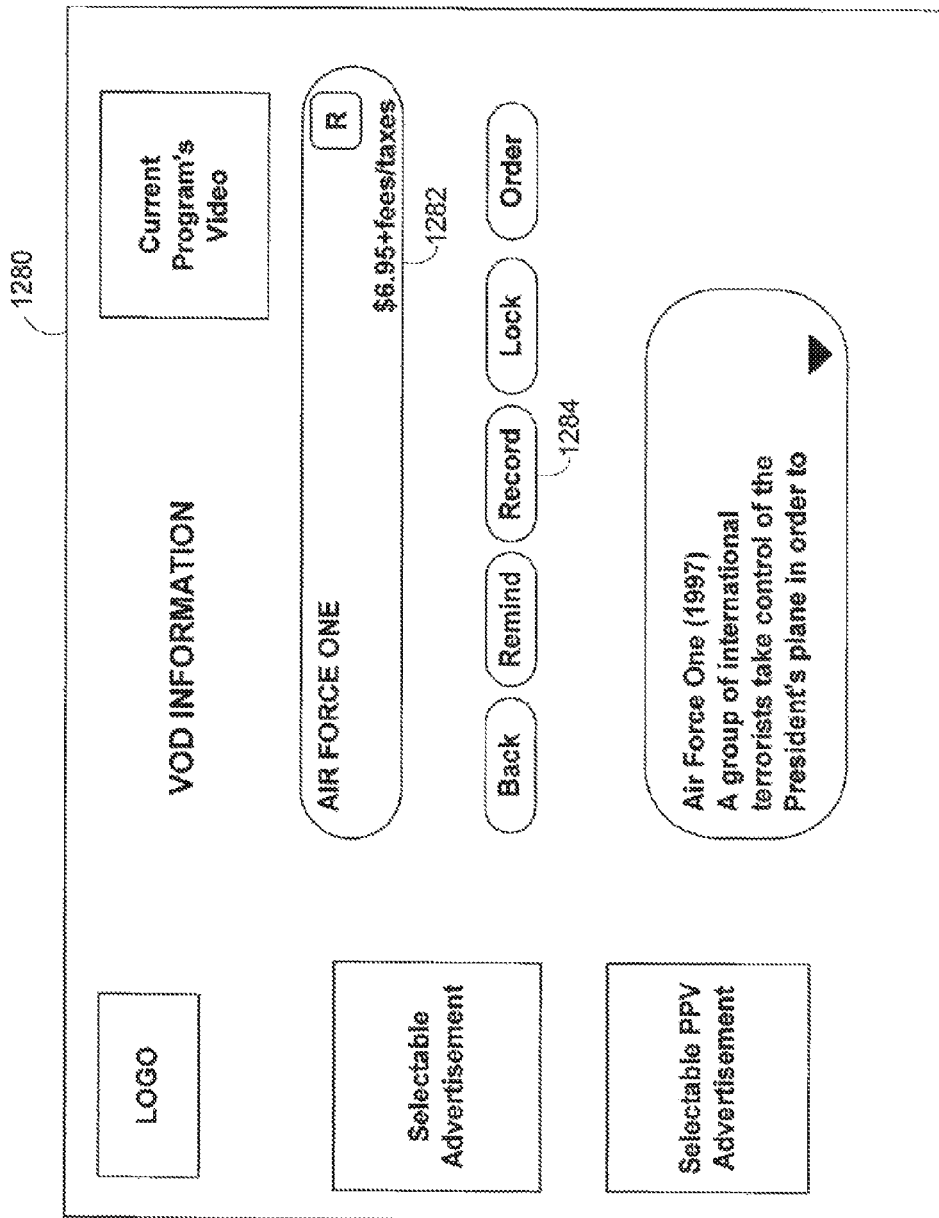 1280
LOGO
VOD INFORMATION
Current
Program's
Video
Selectable
Advertisement
AIR FORCE ONE
R
$6.95+fees/taxes
1282
Back
Remind
Record
Lock
Order
1284
Selectable PPV
Advertisement
Air Force One (1997)
A group of international
terrorists take control of the
President's plane in order to